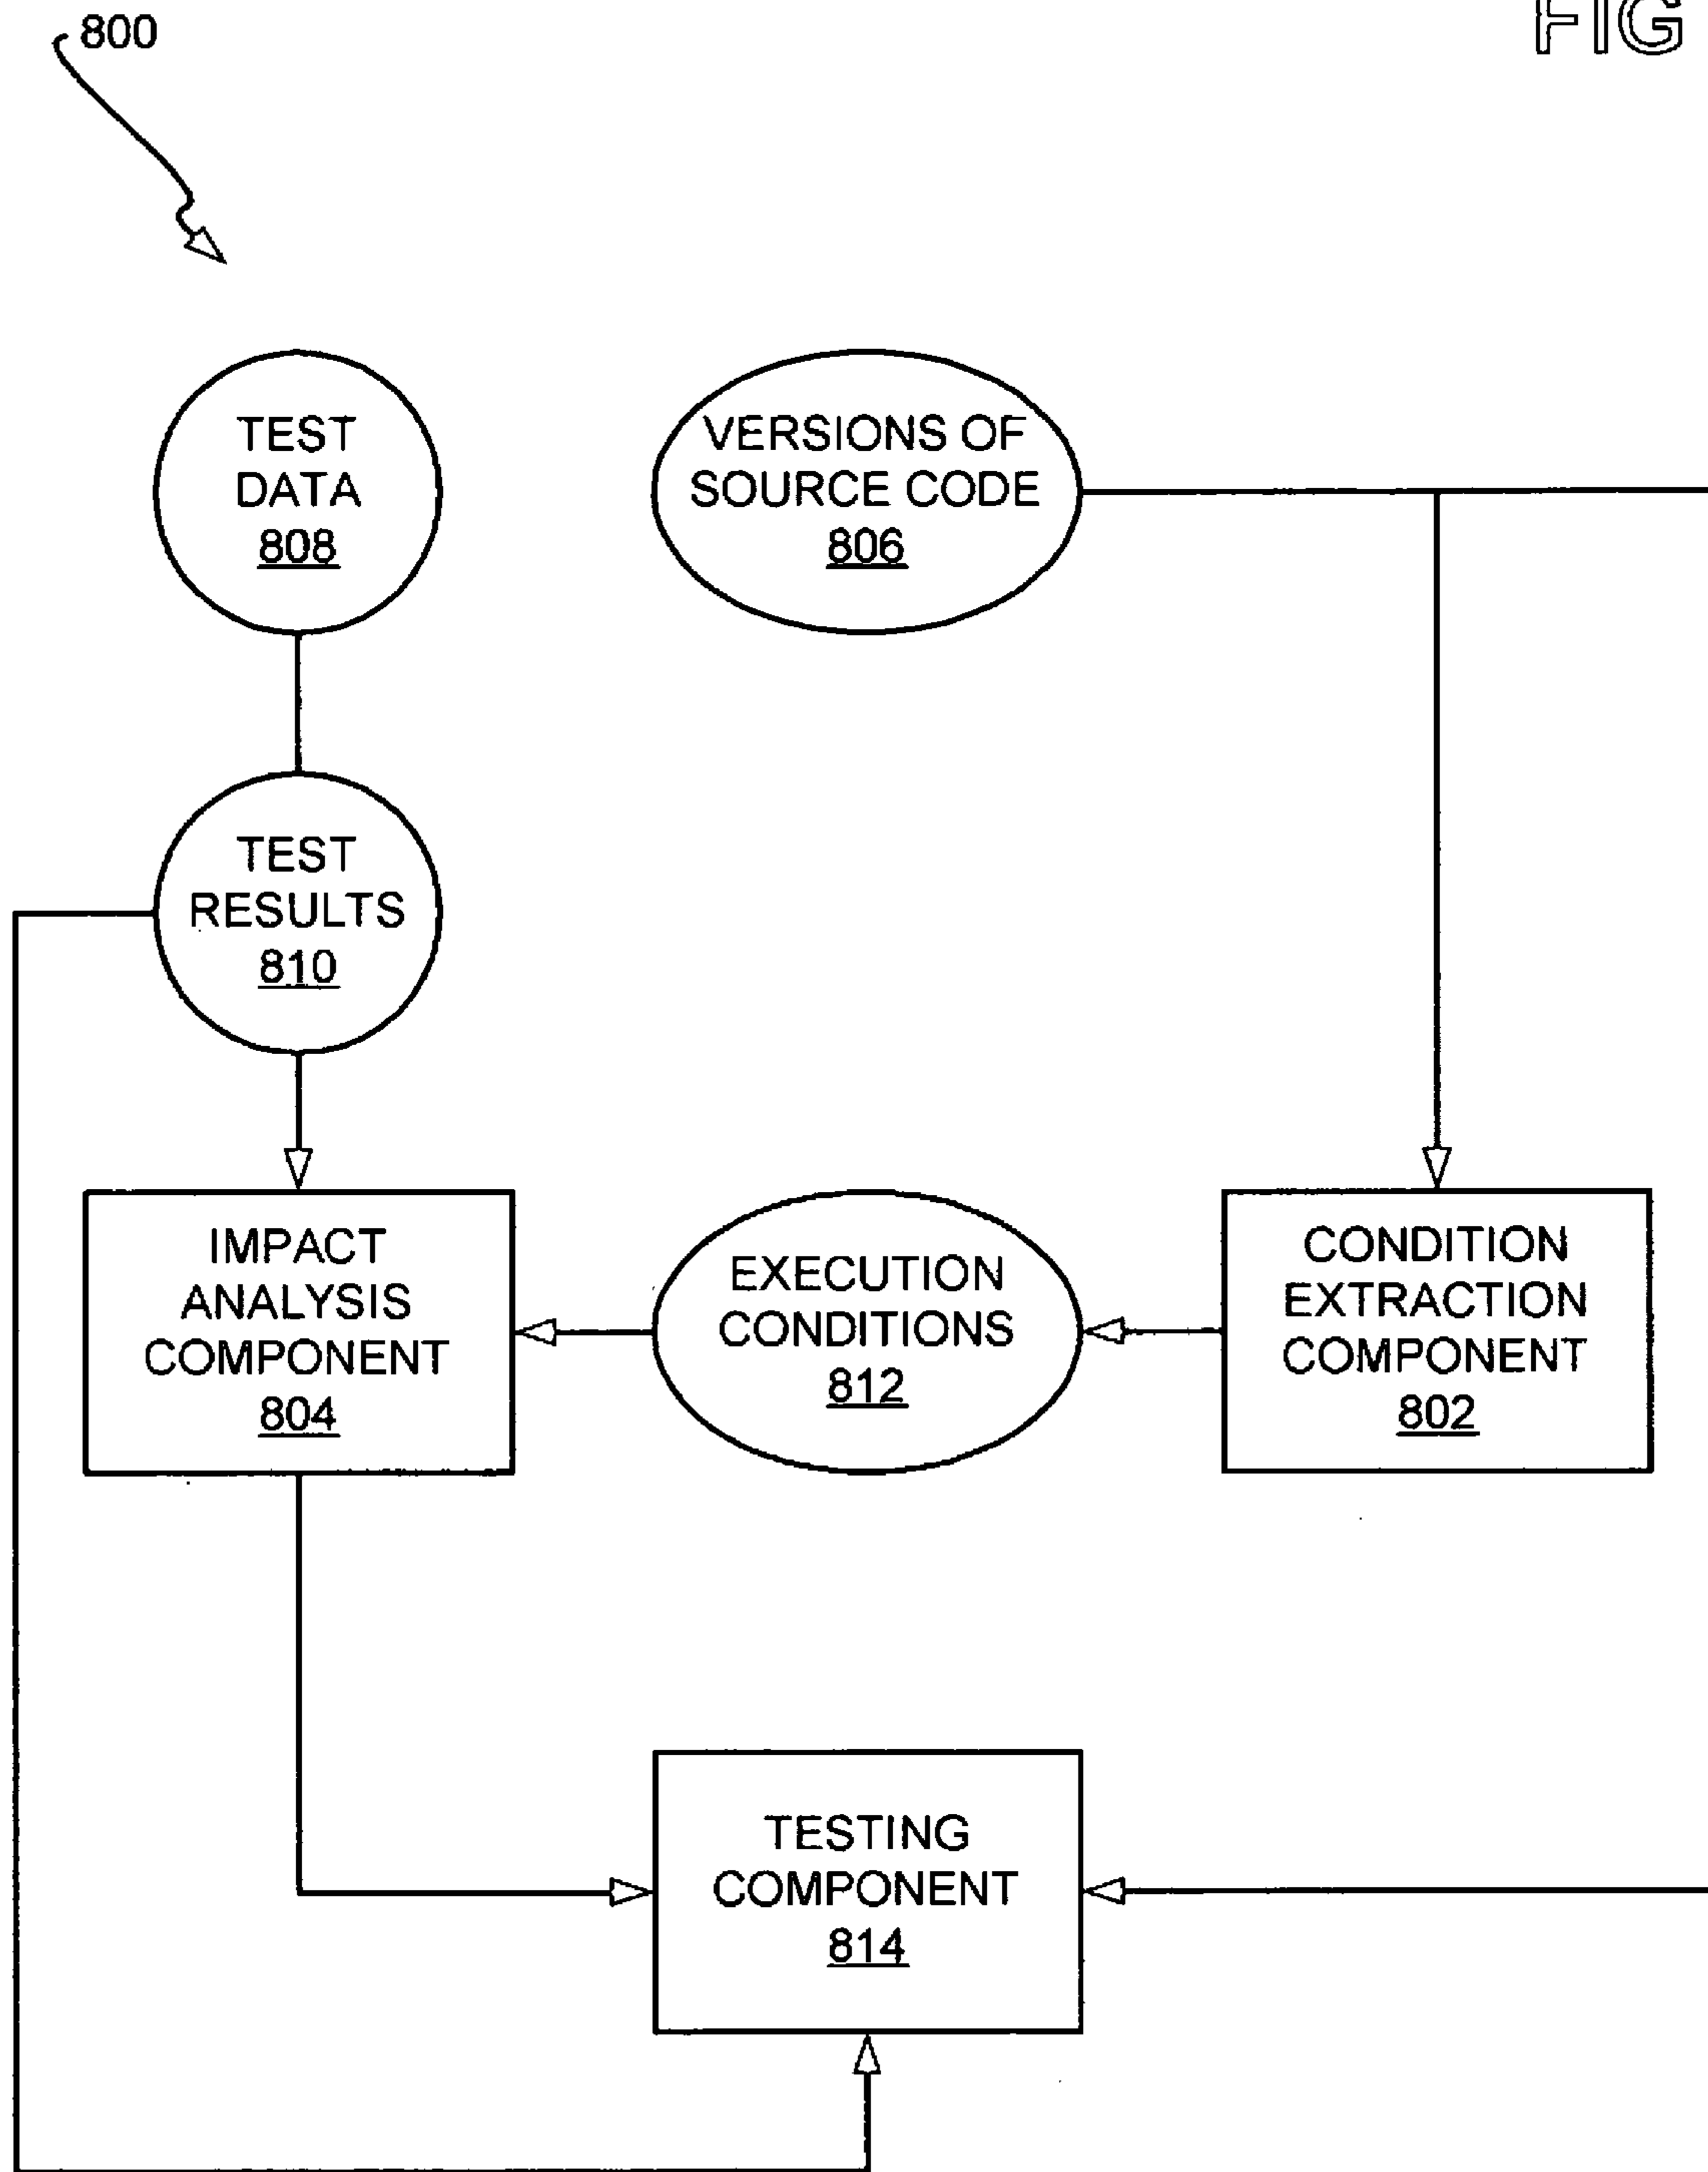 800
FIG
TEST
DATA
808
VERSIONS OF
SOURCE CODE
806
TEST
RESULTS
810
IMPACT
ANALYSIS
COMPONENT
804
EXECUTION
CONDITIONS
812
CONDITION
EXTRACTION
COMPONENT
802
TESTING
COMPONENT
814